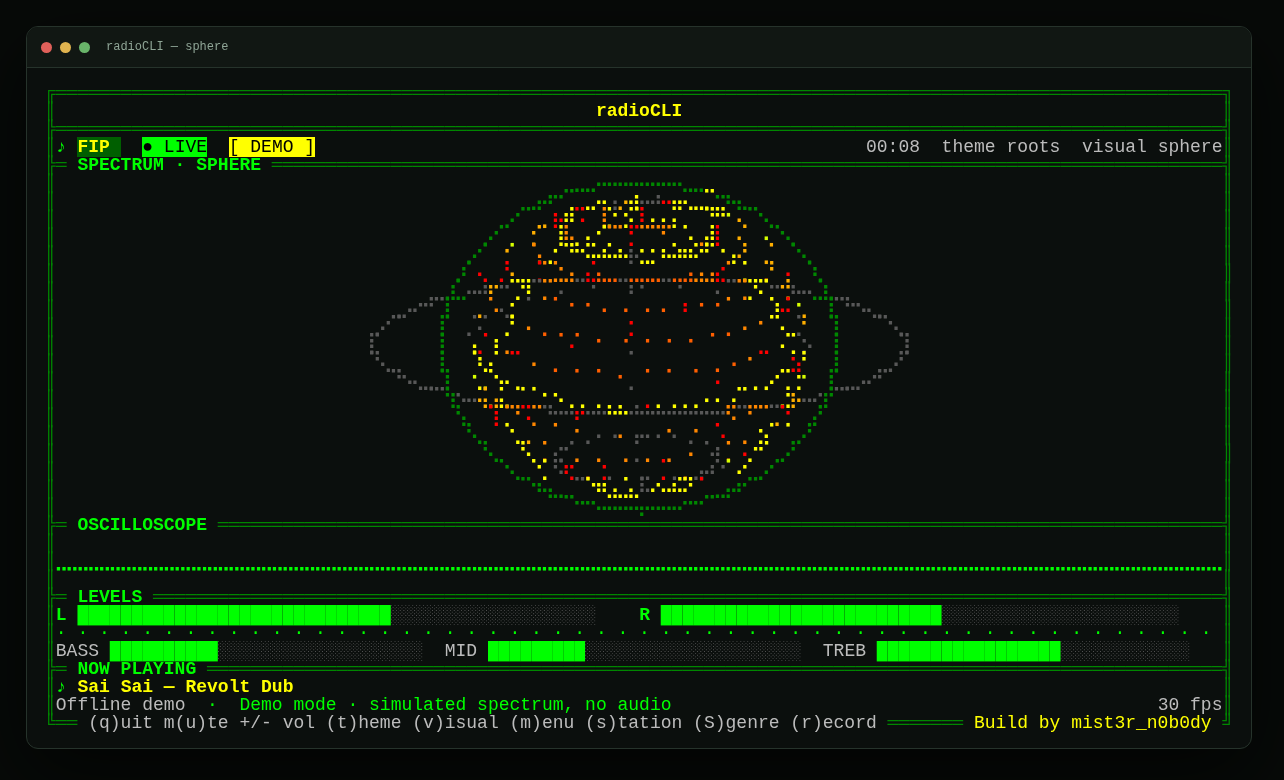 radioCLI — sphere
radioCLI
♪ FIP ● LIVE [ DEMO ] 00:08 theme roots visual sphere
SPECTRUM · SPHERE
OSCILLOSCOPE
LEVELS
L R
BASS MID TREB
NOW PLAYING
♪ Sai Sai — Revolt Dub
Offline demo · Demo mode · simulated spectrum, no audio 30 fps
(q)uit m(u)te +/- vol (t)heme (v)isual (m)enu (s)tation (S)genre (r)ecord Build by mist3r_n0b0dy